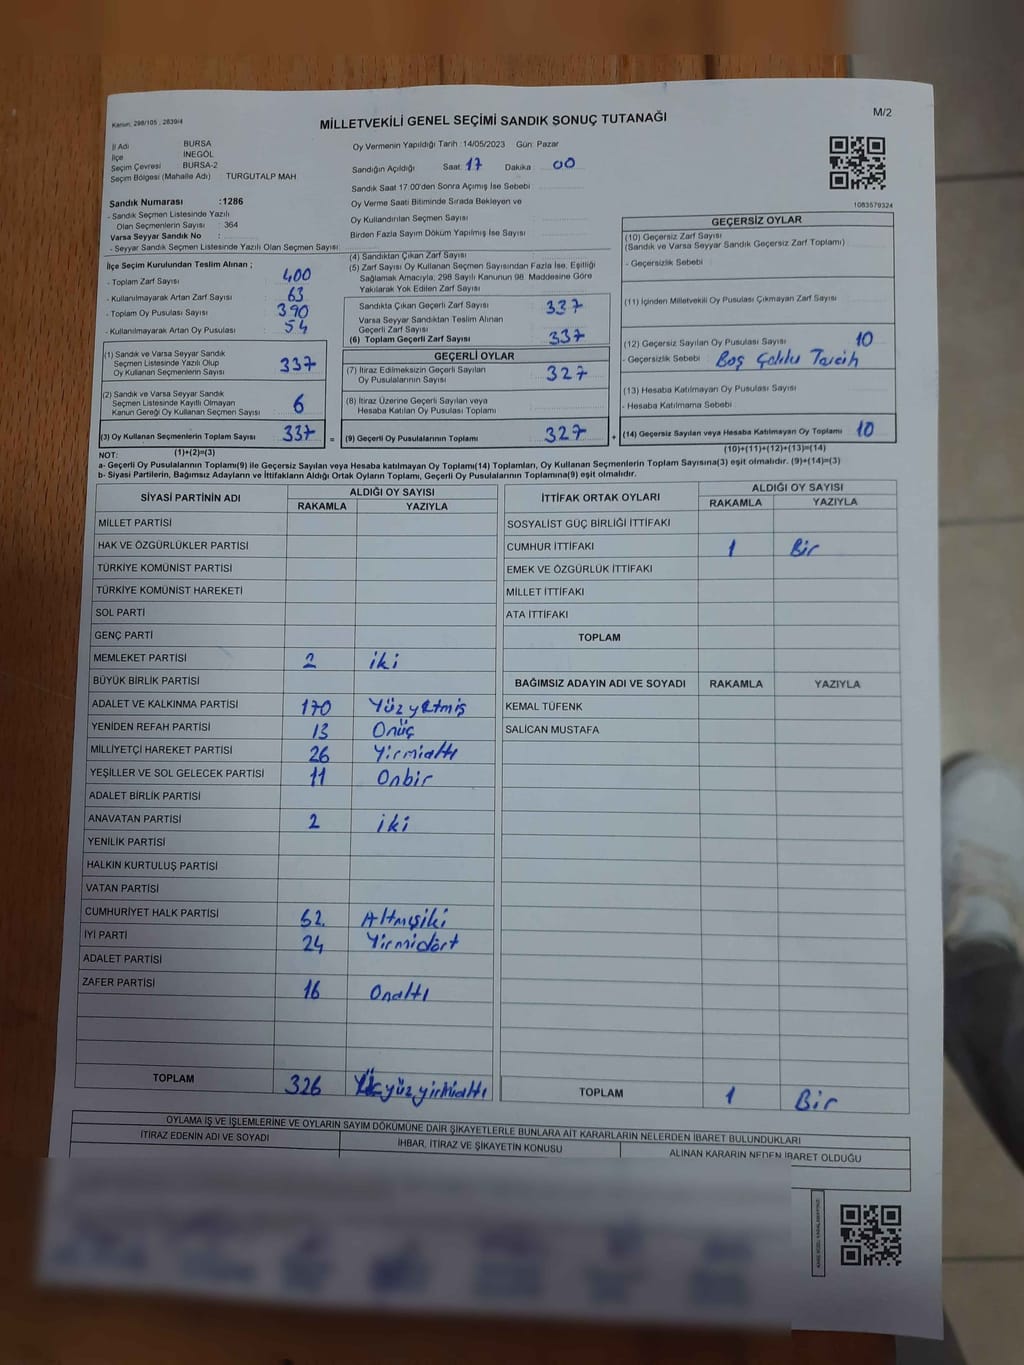 Kanun: 298/105 , 2839/4
MİLLETVEKİLİ GENEL SEÇİMİ SANDIK SONUÇ TUTANAĞI
M/2
İl Adı BURSA
İlçe İNEGÖL
Seçim Çevresi : BURSA-2
Seçim Bölgesi (Mahalle Adı) : TURGUTALP MAH
Sandık Numarası :1286
- Sandık Seçmen Listesinde Yazılı
Olan Seçmenlerin Sayısı : 364
Varsa Seyyar Sandık No :
- Seyyar Sandık Seçmen Listesinde Yazılı Olan Seçmen Sayısı:
Oy Vermenin Yapıldığı Tarih : 14/05/2023 Gün: Pazar
Sandığın Açıldığı Saat: 17 Dakika : 00
Sandık Saat 17:00'den Sonra Açımış İse Sebebi
Oy Verme Saati Bitiminde Sırada Bekleyen ve
Oy Kullandırılan Seçmen Sayısı
Birden Fazla Sayım Döküm Yapılmış İse Sayısı
1083579324
İlçe Seçim Kurulundan Teslim Alınan ;
- Toplam Zarf Sayısı : 400
- Kullanılmayarak Artan Zarf Sayısı : 63
- Toplam Oy Pusulası Sayısı : 390
- Kullanılmayarak Artan Oy Pusulası : 54
(1) Sandık ve Varsa Seyyar Sandık
Seçmen Listesinde Yazılı Olup
Oy Kullanan Seçmenlerin Sayısı : 337
(2) Sandık ve Varsa Seyyar Sandık
Seçmen Listesinde Kayıtlı Olmayan
Kanun Gereği Oy Kullanan Seçmen Sayısı : 6
(3) Oy Kullanan Seçmenlerin Toplam Sayısı : 337 =
(1)+(2)=(3)
(4) Sandıktan Çıkan Zarf Sayısı
(5) Zarf Sayısı Oy Kullanan Seçmen Sayısından Fazla İse, Eşitliği
Sağlamak Amacıyla, 298 Sayılı Kanunun 98. Maddesine Göre
Yakılarak Yok Edilen Zarf Sayısı
Sandıkta Çıkan Geçerli Zarf Sayısı : 337
Varsa Seyyar Sandıktan Teslim Alınan
Geçerli Zarf Sayısı
(6) Toplam Geçerli Zarf Sayısı : 337
GEÇERLİ OYLAR
(7) İtiraz Edilmeksizin Geçerli Sayılan
Oy Pusulalarının Sayısı : 327
(8) İtiraz Üzerine Geçerli Sayılan veya
Hesaba Katılan Oy Pusulası Toplamı
(9) Geçerli Oy Pusulalarının Toplamı : 327 +
GEÇERSİZ OYLAR
(10) Geçersiz Zarf Sayısı
(Sandık ve Varsa Seyyar Sandık Geçersiz Zarf Toplamı)
- Geçersizlik Sebebi
(11) İçinden Milletvekili Oy Pusulası Çıkmayan Zarf Sayısı
(12) Geçersiz Sayılan Oy Pusulası Sayısı : 10
- Geçersizlik Sebebi : Boş Çoklu Tercih
(13) Hesaba Katılmayan Oy Pusulası Sayısı
- Hesaba Katılmama Sebebi
(14) Geçersiz Sayılan veya Hesaba Katılmayan Oy Toplamı : 10
(10)+(11)+(12)+(13)=(14)
NOT:
a- Geçerli Oy Pusulalarının Toplamı(9) ile Geçersiz Sayılan veya Hesaba katılmayan Oy Toplamı(14) Toplamları, Oy Kullanan Seçmenlerin Toplam Sayısına(3) eşit olmalıdır. (9)+(14)=(3)
b- Siyasi Partilerin, Bağımsız Adayların ve İttifakların Aldığı Ortak Oyların Toplamı, Geçerli Oy Pusulalarının Toplamına(9) eşit olmalıdır.
SİYASİ PARTİNİN ADI ALDIĞI OY SAYISI
RAKAMLA YAZIYLA
MİLLET PARTİSİ
HAK VE ÖZGÜRLÜKLER PARTİSİ
TÜRKİYE KOMÜNİST PARTİSİ
TÜRKİYE KOMÜNİST HAREKETİ
SOL PARTİ
GENÇ PARTİ
MEMLEKET PARTİSİ 2 iki
BÜYÜK BİRLİK PARTİSİ
ADALET VE KALKINMA PARTİSİ 170 Yüzyetmiş
YENİDEN REFAH PARTİSİ 13 Onüç
MİLLİYETÇİ HAREKET PARTİSİ 26 Yirmialtı
YEŞİLLER VE SOL GELECEK PARTİSİ 11 Onbir
ADALET BİRLİK PARTİSİ
ANAVATAN PARTİSİ 2 iki
YENİLİK PARTİSİ
HALKIN KURTULUŞ PARTİSİ
VATAN PARTİSİ
CUMHURİYET HALK PARTİSİ 62. Altmışiki
İYİ PARTİ 24 Yirmidört
ADALET PARTİSİ
ZAFER PARTİSİ 16 Onaltı
TOPLAM 326 Üçyüzyirmialtı
İTTİFAK ORTAK OYLARI ALDIĞI OY SAYISI
RAKAMLA YAZIYLA
SOSYALİST GÜÇ BİRLİĞİ İTTİFAKI
CUMHUR İTTİFAKI 1 Bir
EMEK VE ÖZGÜRLÜK İTTİFAKI
MİLLET İTTİFAKI
ATA İTTİFAKI
TOPLAM
BAĞIMSIZ ADAYIN ADI VE SOYADI RAKAMLA YAZIYLA
KEMAL TÜFENK
SALİCAN MUSTAFA
TOPLAM 1 Bir
OYLAMA İŞ VE İŞLEMLERİNE VE OYLARIN SAYIM DÖKÜMÜNE DAİR ŞİKAYETLERLE BUNLARA AİT KARARLARIN NELERDEN İBARET BULUNDUKLARI
İTİRAZ EDENİN ADI VE SOYADI İHBAR, İTİRAZ VE ŞİKAYETİN KONUSU ALINAN KARARIN NEDEN İBARET OLDUĞU